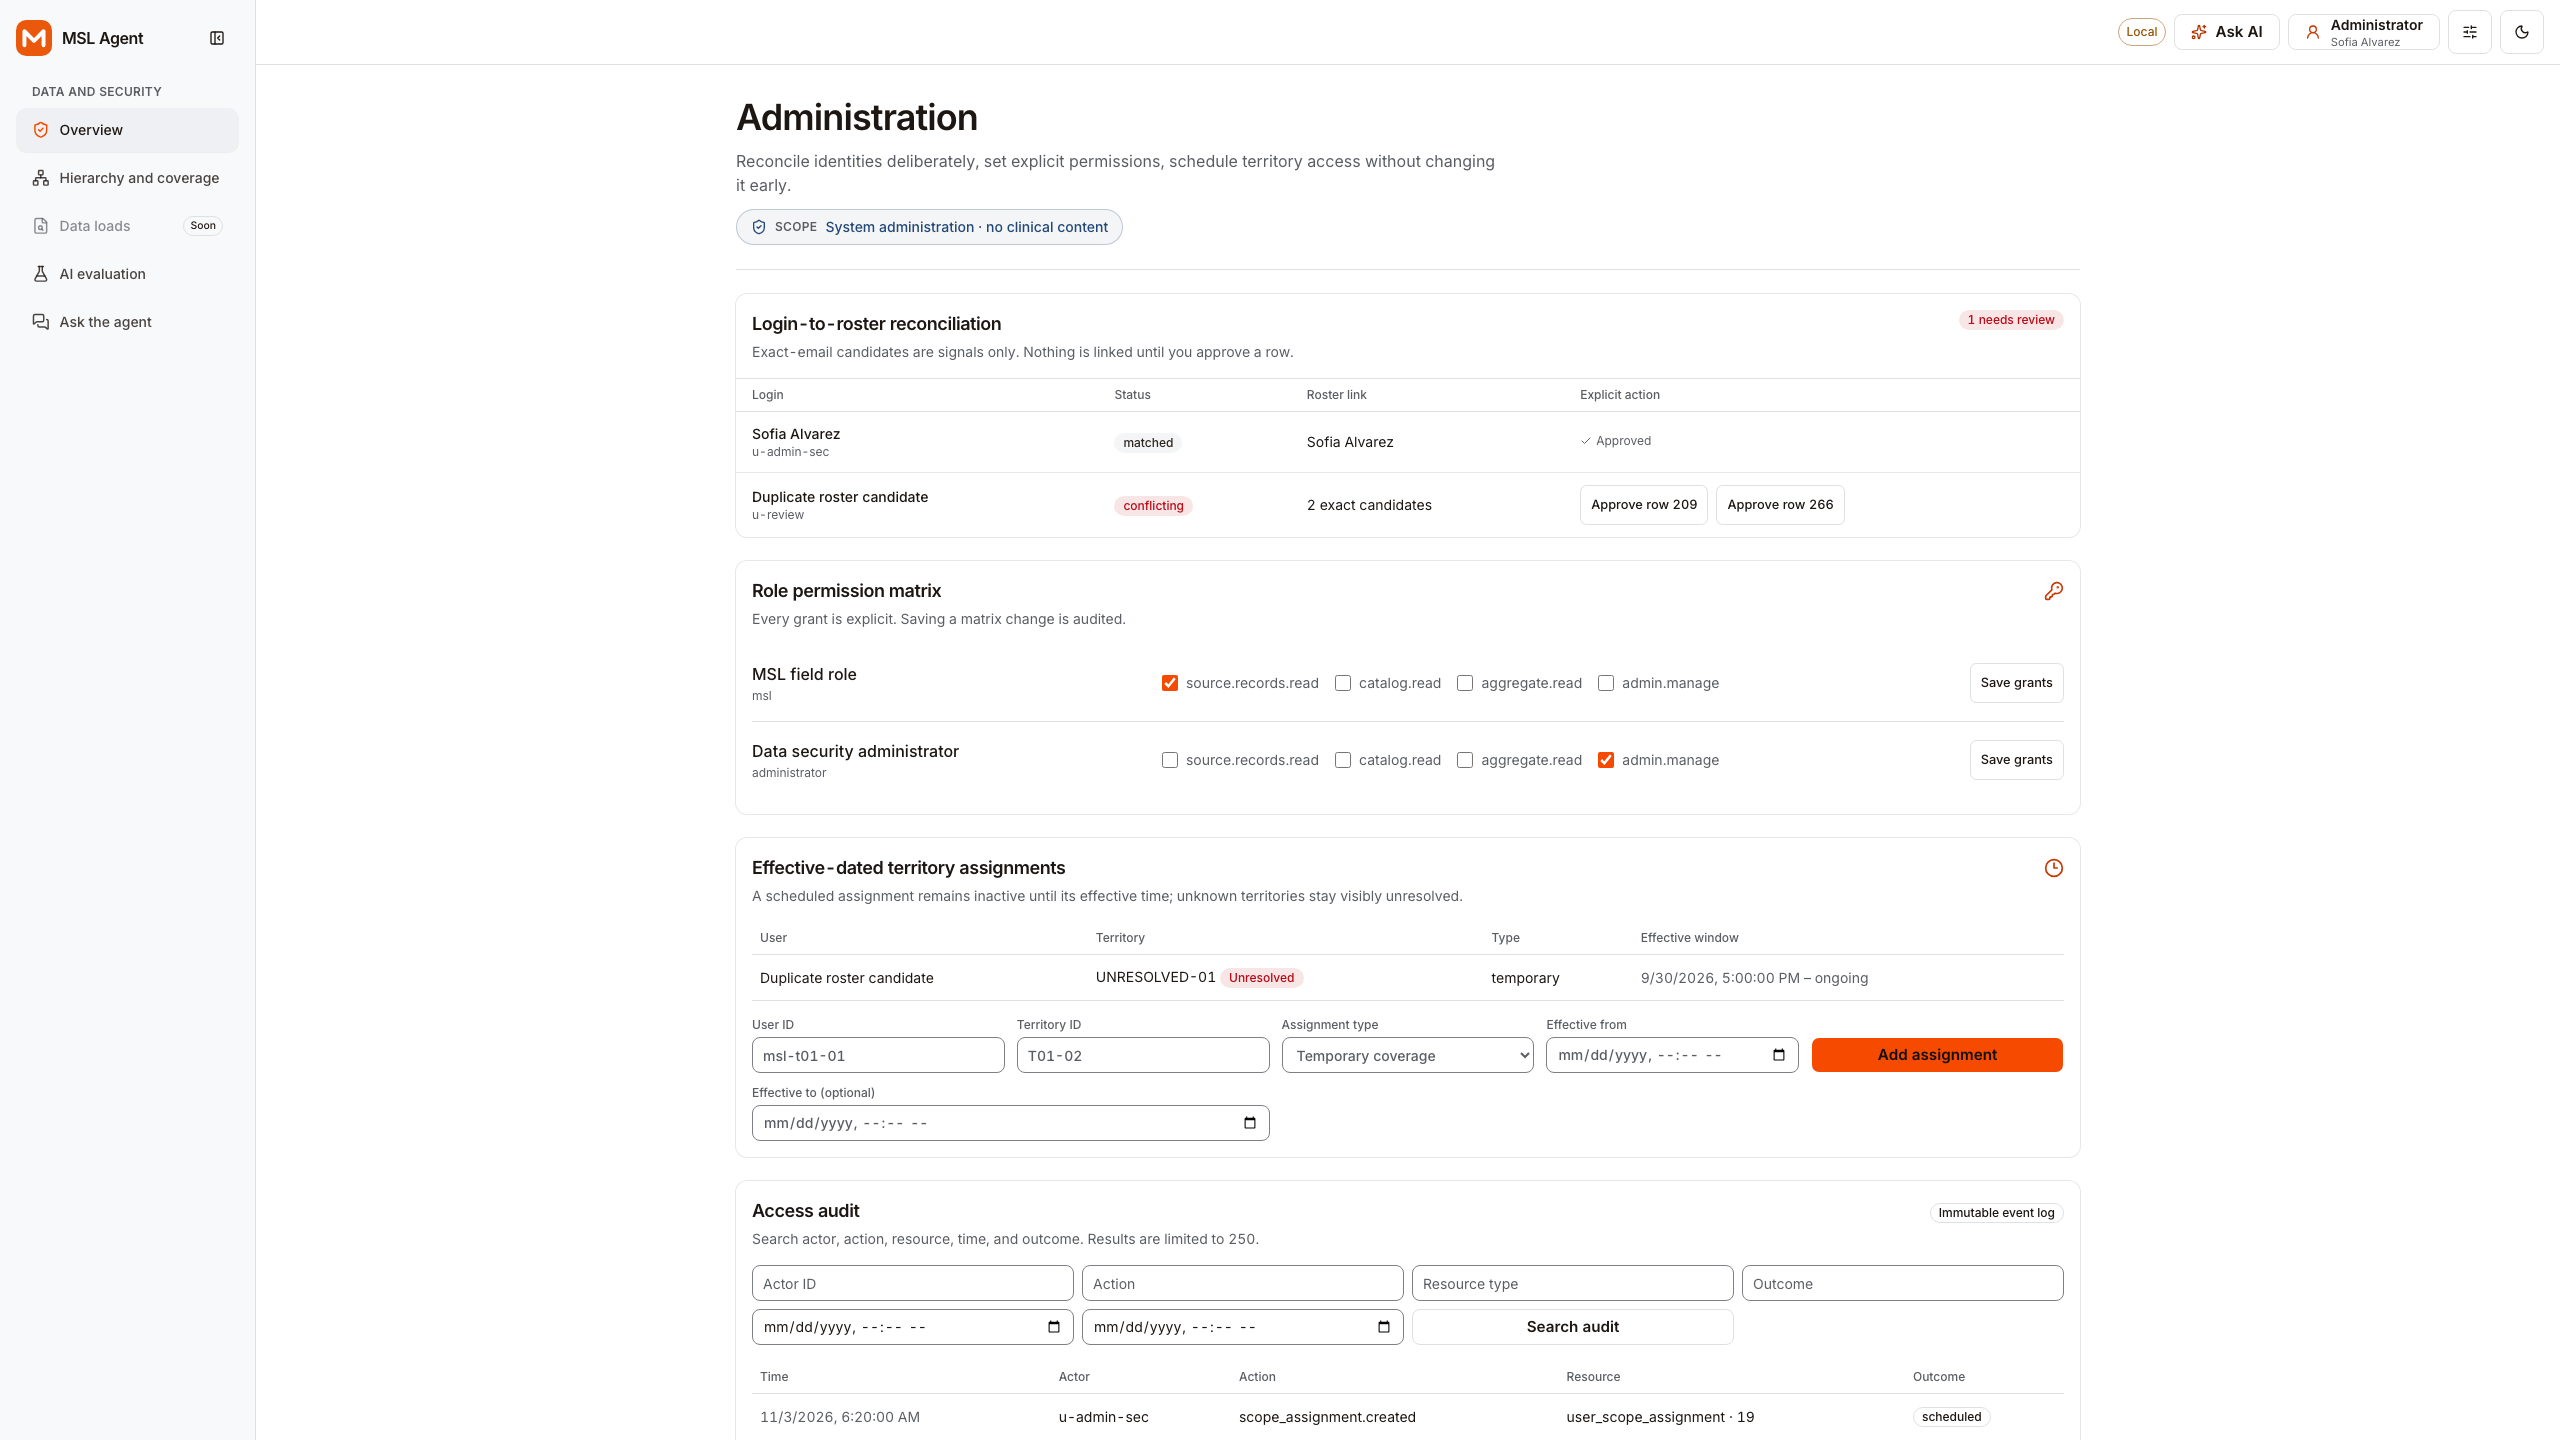 MSL Agent
Local
Ask AI
Administrator
Sofia Alvarez
DATA AND SECURITY
Overview
Hierarchy and coverage
Data loads
Soon
AI evaluation
Ask the agent
Administration
Reconcile identities deliberately, set explicit permissions, schedule territory access without changing
it early.
SCOPE System administration · no clinical content
Login-to-roster reconciliation
1 needs review
Exact-email candidates are signals only. Nothing is linked until you approve a row.
Login Status Roster link Explicit action
Sofia Alvarez
u-admin-sec
matched
Sofia Alvarez
Approved
Duplicate roster candidate
u-review
conflicting
2 exact candidates
Approve row 209
Approve row 266
Role permission matrix
Every grant is explicit. Saving a matrix change is audited.
MSL field role
msl
source.records.read catalog.read aggregate.read admin.manage
Save grants
Data security administrator
administrator
source.records.read catalog.read aggregate.read admin.manage
Save grants
Effective-dated territory assignments
A scheduled assignment remains inactive until its effective time; unknown territories stay visibly unresolved.
User Territory Type Effective window
Duplicate roster candidate UNRESOLVED-01 Unresolved temporary 9/30/2026, 5:00:00 PM – ongoing
User ID Territory ID Assignment type Effective from
msl-t01-01 T01-02 Temporary coverage mm/dd/yyyy, --:-- -- Add assignment
Effective to (optional)
mm/dd/yyyy, --:-- --
Access audit
Immutable event log
Search actor, action, resource, time, and outcome. Results are limited to 250.
Actor ID Action Resource type Outcome
mm/dd/yyyy, --:-- -- mm/dd/yyyy, --:-- -- Search audit
Time Actor Action Resource Outcome
11/3/2026, 6:20:00 AM u-admin-sec scope_assignment.created user_scope_assignment · 19 scheduled